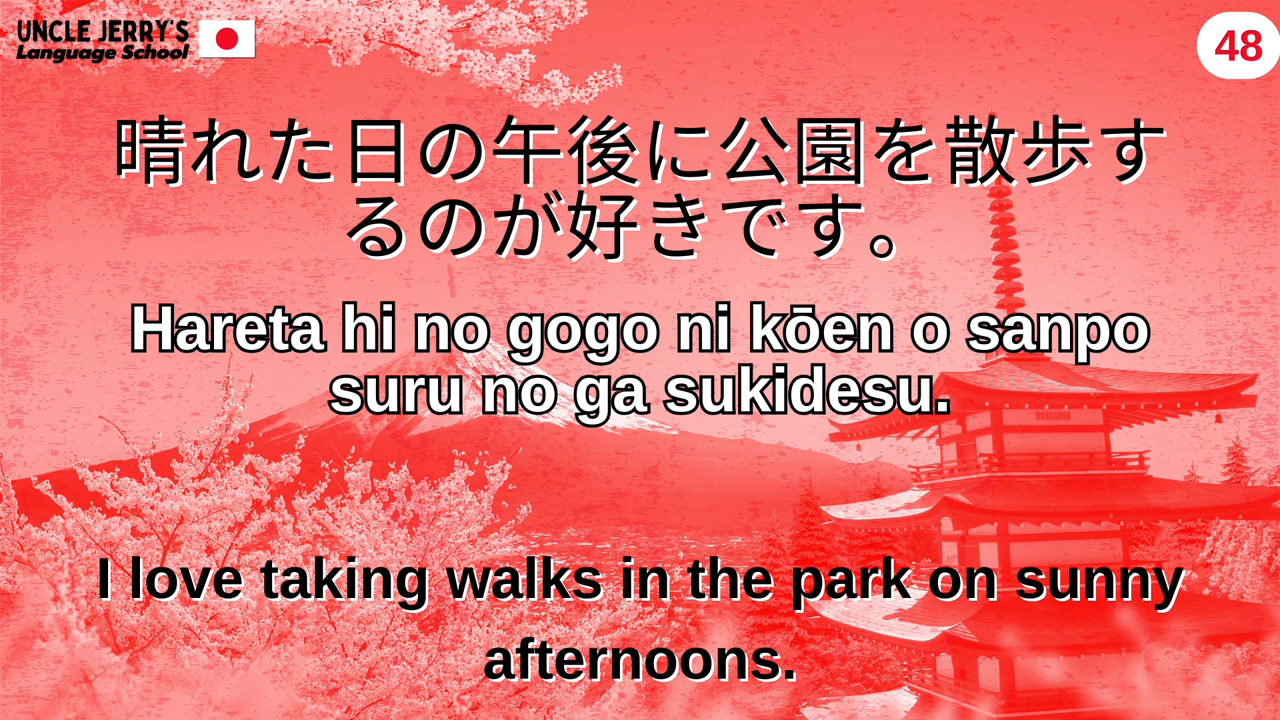 UNCLE JERRY'S
Language School
48
晴れた日の午後に公園を散歩す
るのが好きです。
Hareta hi no gogo ni kōen o sanpo
suru no ga sukidesu.
I love taking walks in the park on sunny
afternoons.